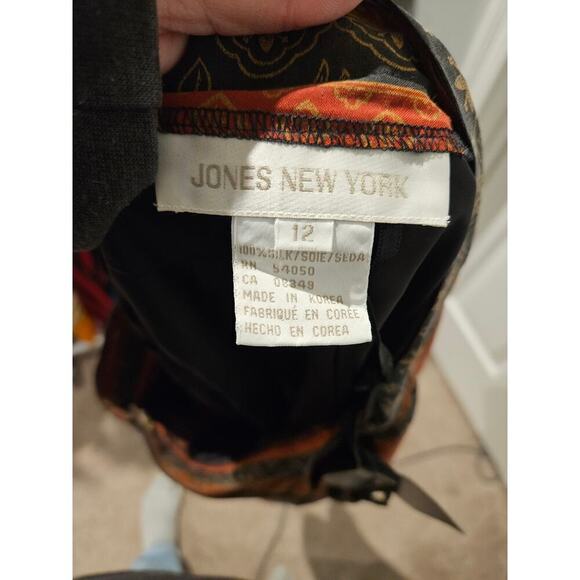 JONES NEW YORK
12
100% SILK/SOIE/SEDA
RN 54050
CA 08349
MADE IN KOREA
FABRIQUÉ EN CORÉE
HECHO EN COREA